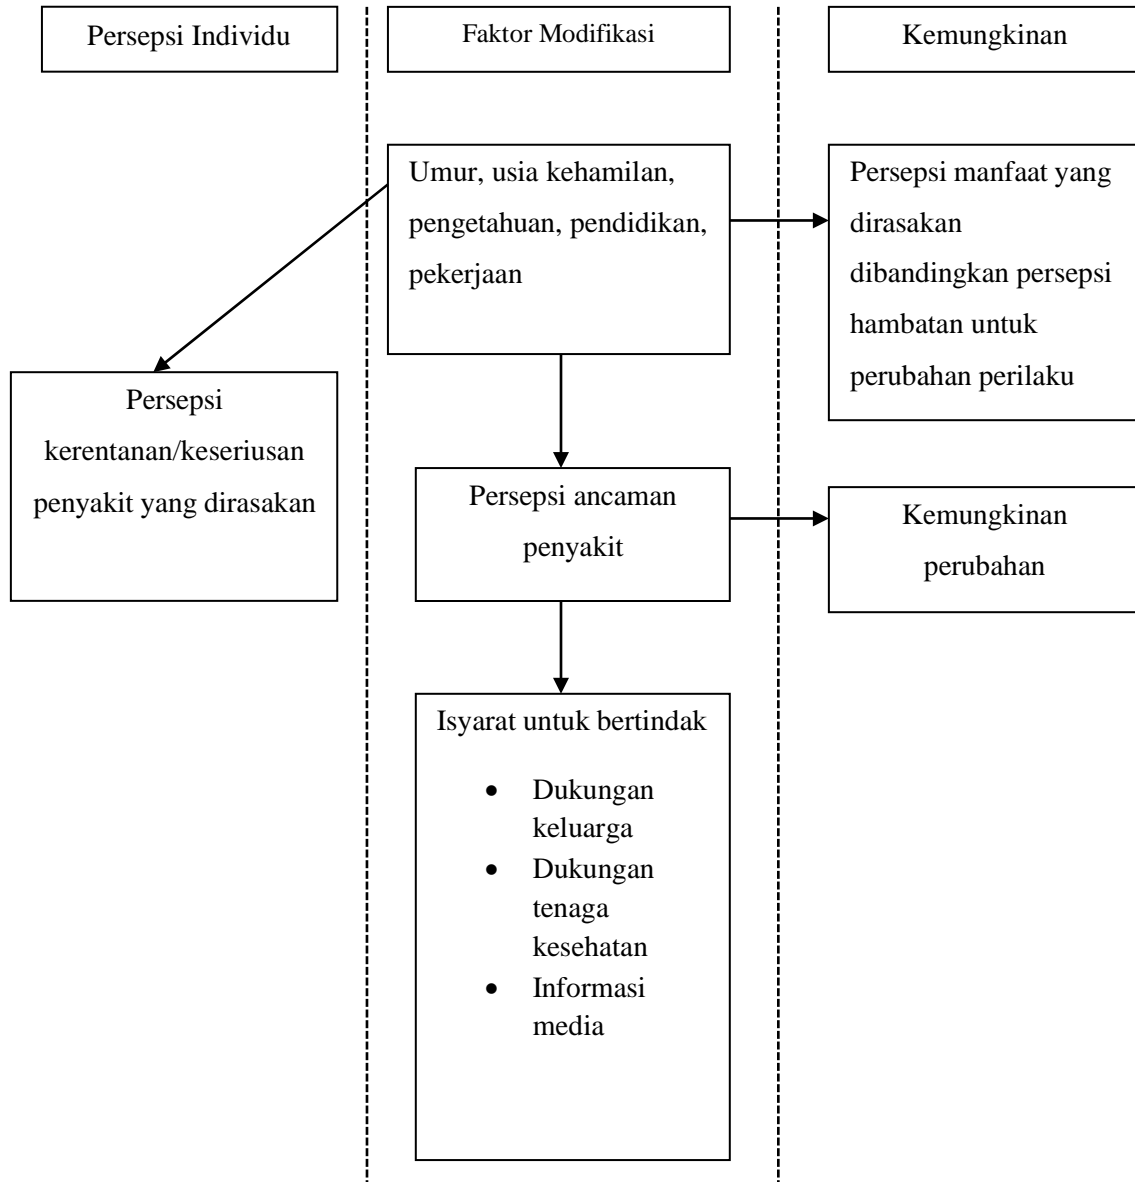 Persepsi Individu
Faktor Modifikasi
Kemungkinan
Umur, usia kehamilan,
pengetahuan, pendidikan,
pekerjaan
Persepsi manfaat yang
dirasakan
dibandingkan persepsi
hambatan untuk
perubahan perilaku
Persepsi
kerentanan/keseriusan
penyakit yang dirasakan
Persepsi ancaman
penyakit
Kemungkinan
perubahan
Isyarat untuk bertindak
• Dukungan
keluarga
• Dukungan
tenaga
kesehatan
• Informasi
media